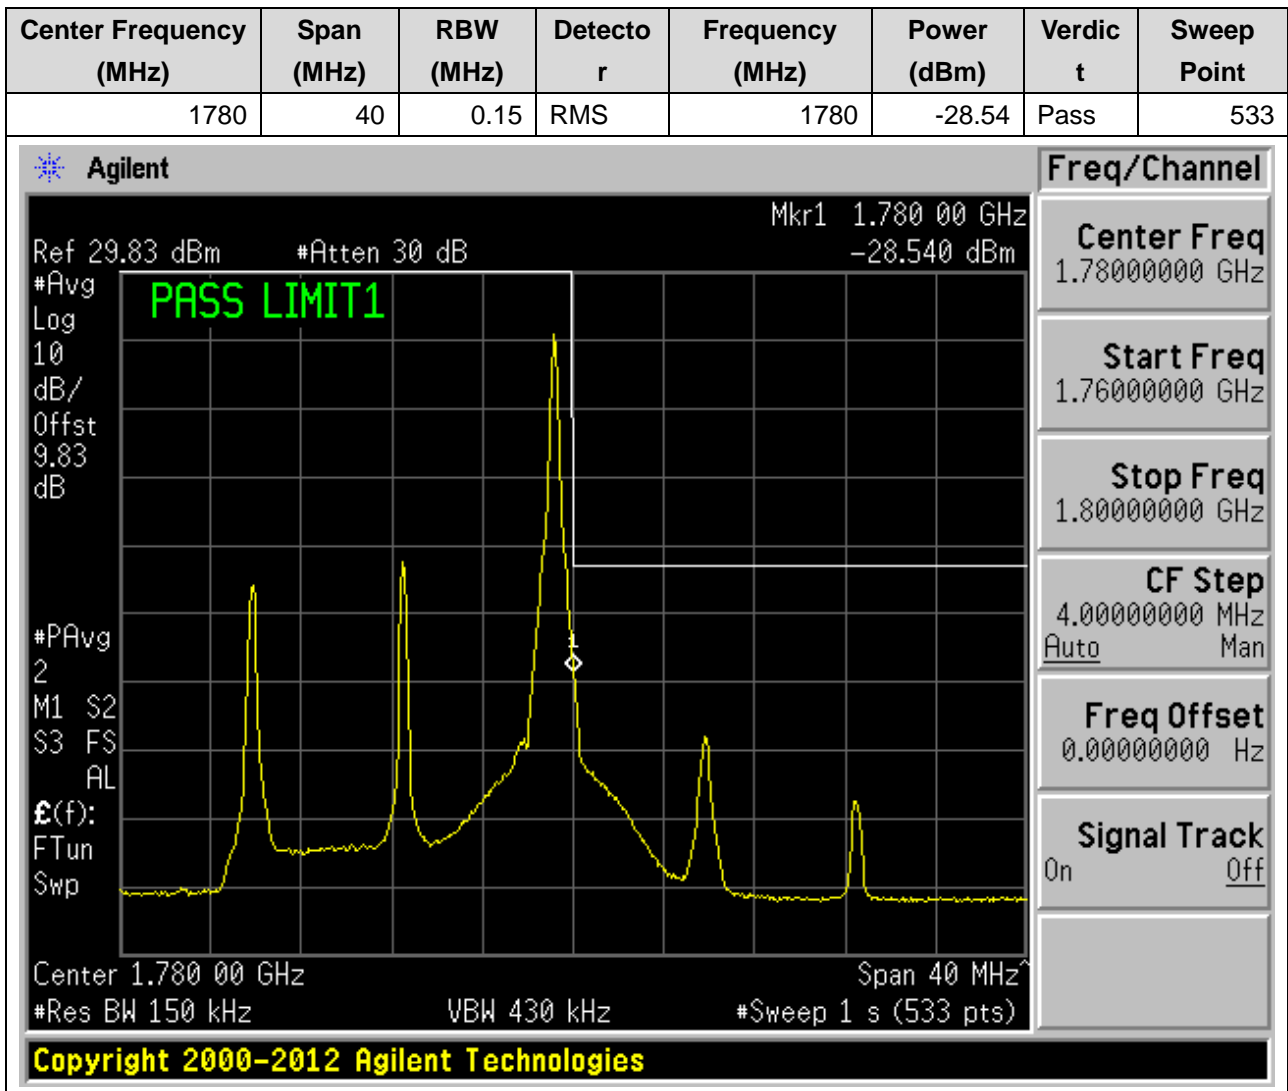 Center Frequency Span RBW Detecto Frequency Power Verdic Sweep
(MHz) (MHz) (MHz) r (MHz) (dBm) t Point
1780 40 0.15 RMS 1780 -28.54 Pass 533
Agilent
Freq/Channel
Mkr1 1.780 00 GHz
Ref 29.83 dBm #Atten 30 dB -28.540 dBm
#Avg
Log
10
dB/
Offst
9.83
dB
PASS LIMIT1
1
#PAvg
2
M1 S2
S3 FS
AL
£(f):
FTun
Swp
Center 1.780 00 GHz Span 40 MHz^
#Res BW 150 kHz VBW 430 kHz #Sweep 1 s (533 pts)
Center Freq
1.78000000 GHz
Start Freq
1.76000000 GHz
Stop Freq
1.80000000 GHz
CF Step
4.00000000 MHz
Auto Man
Freq Offset
0.00000000 Hz
Signal Track
On Off
Copyright 2000-2012 Agilent Technologies